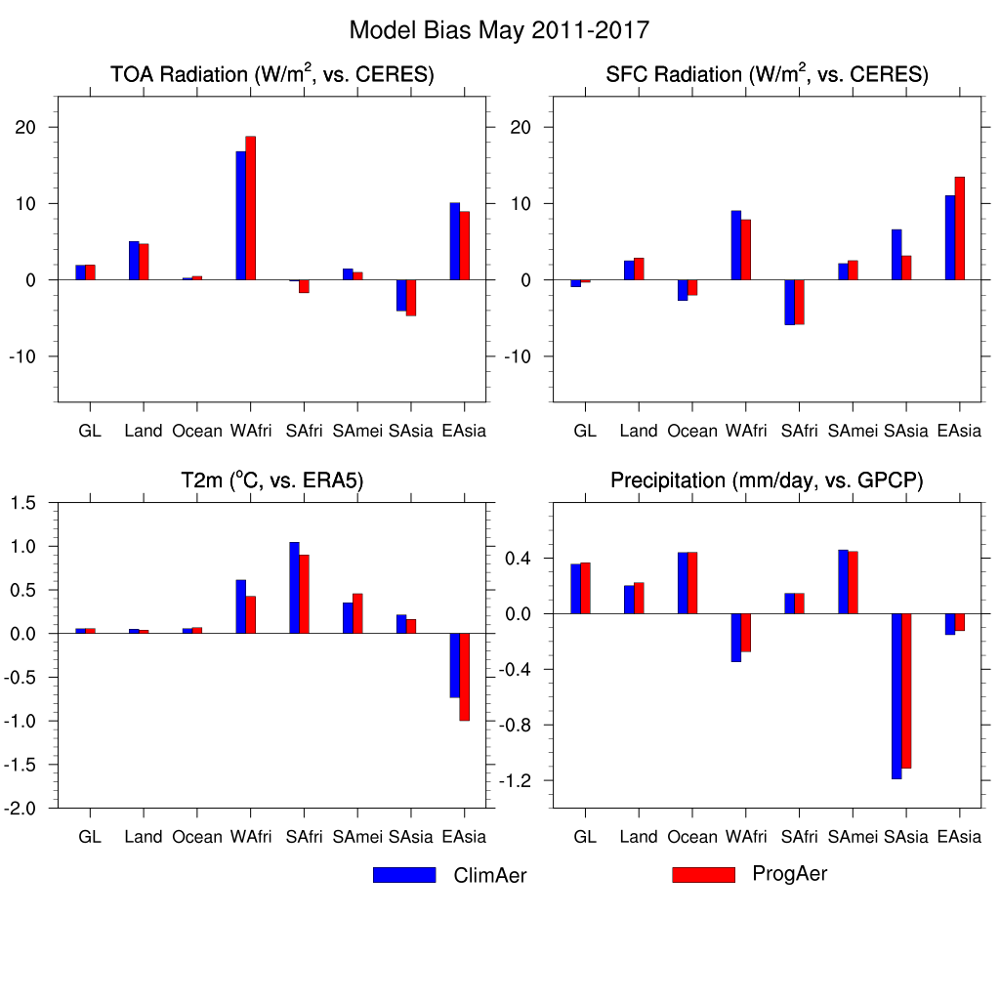 Model Bias May 2011-2017
TOA Radiation (W/m², vs. CERES)
SFC Radiation (W/m², vs. CERES)
20
10
0
-10
GL Land Ocean WAfri SAfri SAmei SAsia EAsia
20
10
0
-10
GL Land Ocean WAfri SAfri SAmei SAsia EAsia
T2m (°C, vs. ERA5)
Precipitation (mm/day, vs. GPCP)
1.5
1.0
0.5
0.0
-0.5
-1.0
-1.5
-2.0
GL Land Ocean WAfri SAfri SAmei SAsia EAsia
0.4
0.0
-0.4
-0.8
-1.2
GL Land Ocean WAfri SAfri SAmei SAsia EAsia
ClimAer
ProgAer